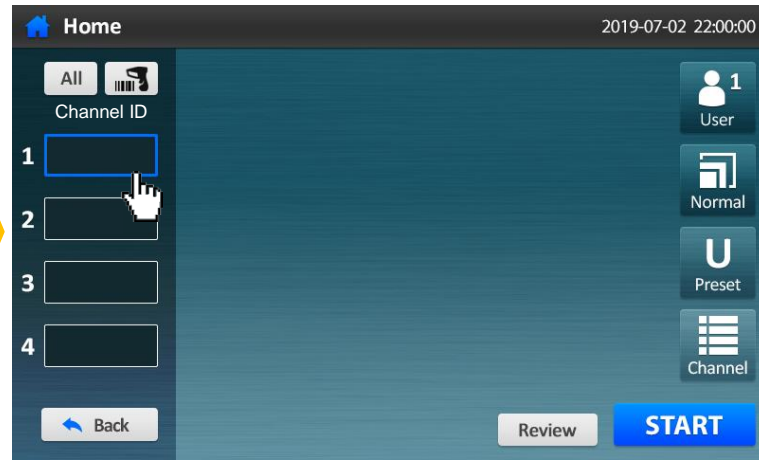 Home
2019-07-02 22:00:00
All
Channel ID
1
2
3
4
Back
1
User
Normal
U
Preset
Channel
Review
START